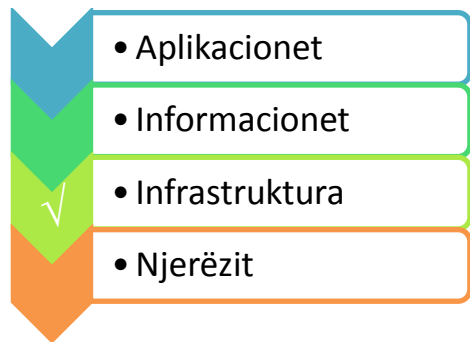 • Aplikacionet
• Informacionet
√
• Infrastruktura
• Njerëzit